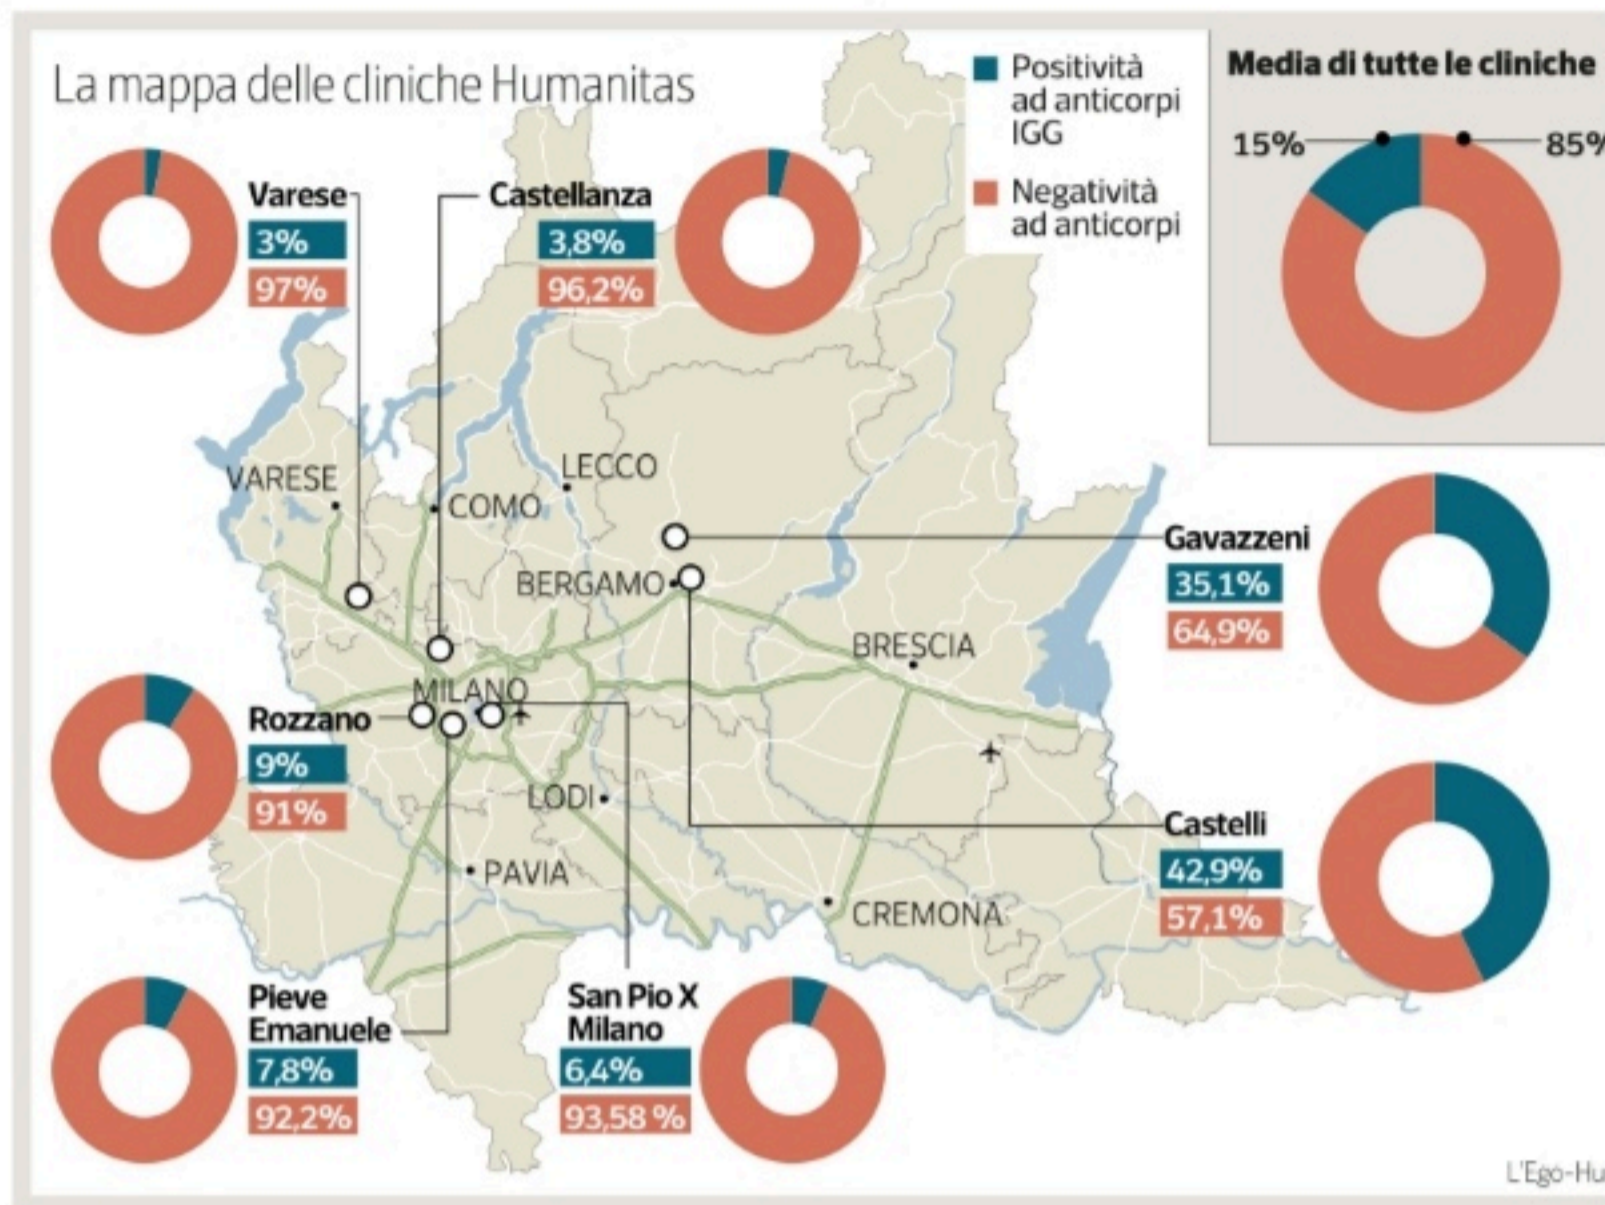 La mappa delle cliniche Humanitas
Positività
ad anticorpi
IGG
Negatività
ad anticorpi
Media di tutte le cliniche
15%
85%
Varese
3%
97%
Castellanza
3,8%
96,2%
VARESE
COMO
LECCO
BERGAMO
BRESCIA
MILANO
LODI
PAVIA
CREMONA
Gavazzeni
35,1%
64,9%
Rozzano
9%
91%
Castelli
42,9%
57,1%
Pieve
Emanuele
7,8%
92,2%
San Pio X
Milano
6,4%
93,58 %
L'Ego-Hu